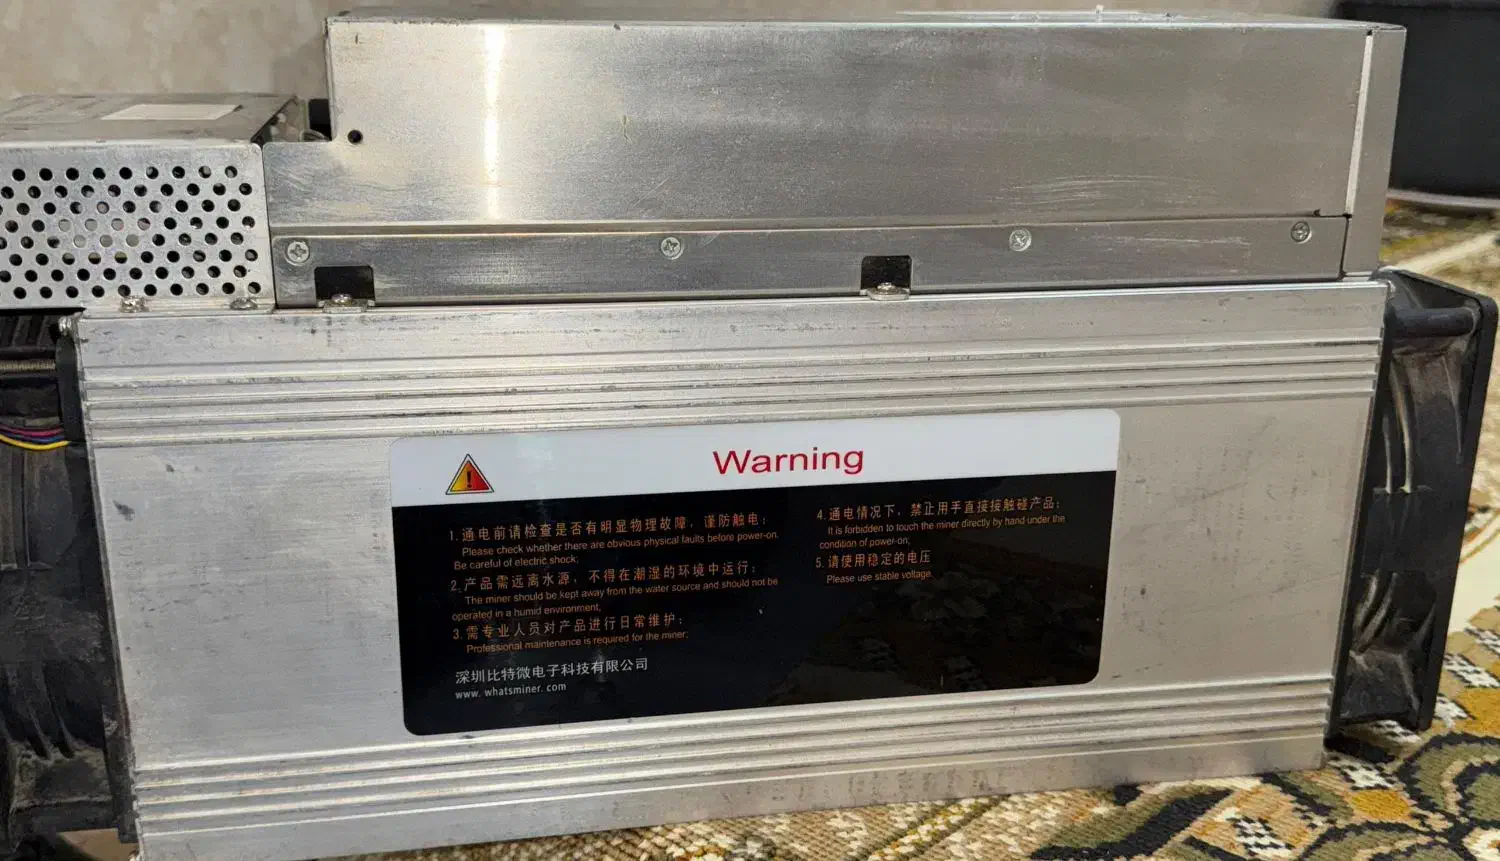 Warning
1.通电前请检查是否有明显物理故障，谨防触电；
Please check whether there are obvious physical faults before power-on.
Be careful of electric shock;
2.产品需远离水源，不得在潮湿的环境中运行；
The miner should be kept away from the water source and should not be
operated in a humid environment,
3.需专业人员对产品进行日常维护；
Professional maintenance is required for the miner;
深圳比特微电子科技有限公司
www.whatsminer.com
4.通电情况下，禁止用手直接接触碰产品；
It is forbidden to touch the miner directly by hand under the
condition of power-on;
5.请使用稳定的电压
Please use stable voltage.